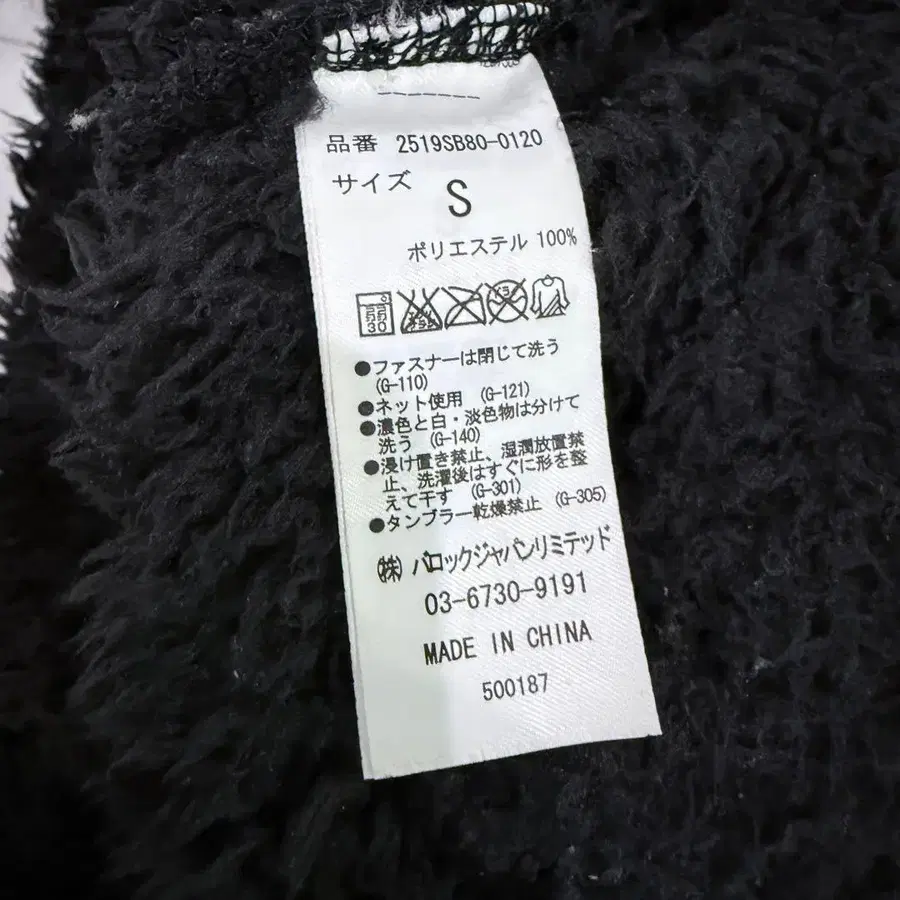 品番 2519SB80-0120
サイズ S
ポリエステル 100%
弱
30
ファスナーは閉じて洗う
(G-110)
ネット使用 (G-121)
濃色と白・淡色物は分けて
洗う (G-140)
浸け置き禁止、湿潤放置禁
止、洗濯後はすぐに形を整
えて干す (G-301)
タンブラー乾燥禁止 (G-305)
(株)バロックジャパンリミテッド
03-6730-9191
MADE IN CHINA
500187